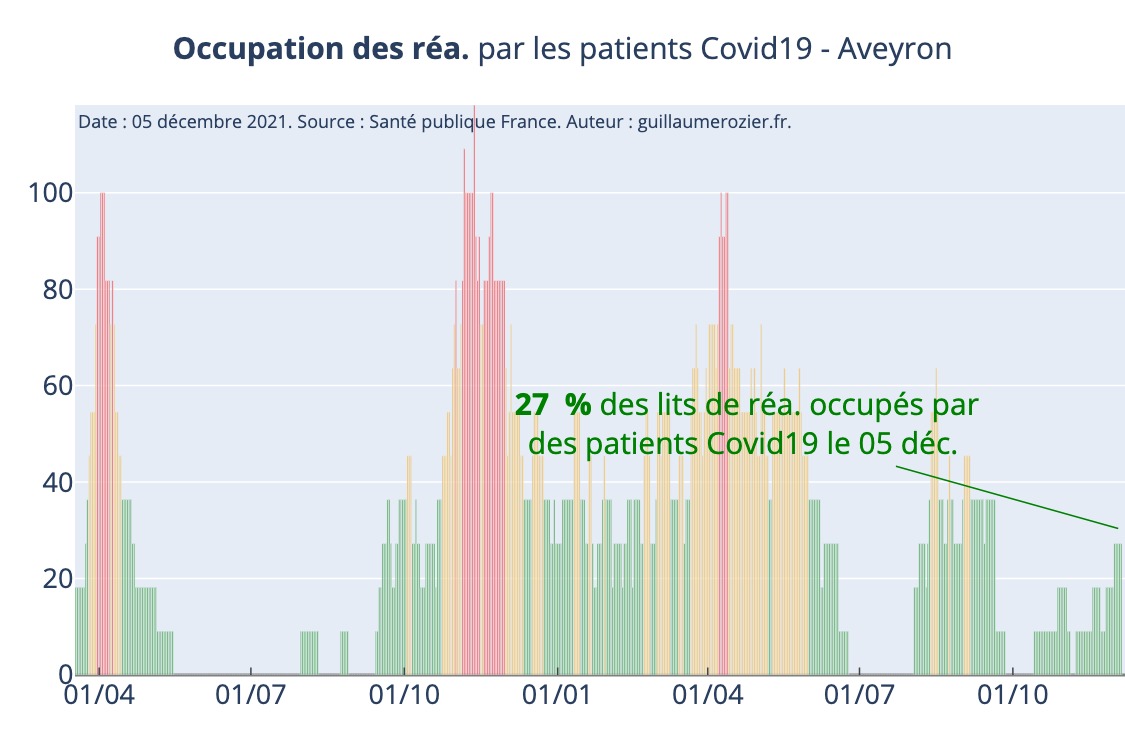 Occupation des réa. par les patients Covid19 - Aveyron
Date : 05 décembre 2021. Source : Santé publique France. Auteur : guillaumerozier.fr.
100
80
60
27 % des lits de réa. occupés par
des patients Covid19 le 05 déc.
40
20
0
01/04 01/07 01/10 01/01 01/04 01/07 01/10